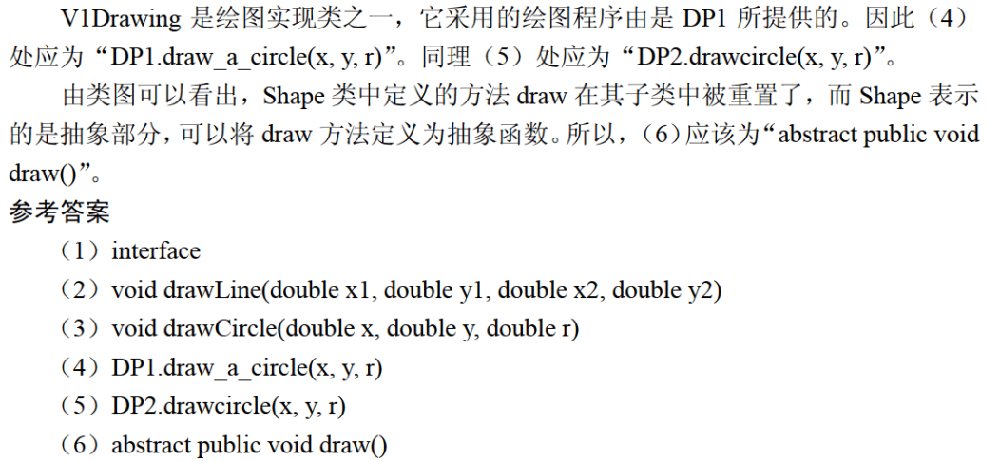 V1Drawing 是绘图实现类之一，它采用的绘图程序由是 DP1 所提供的。因此（4）
处应为“DP1.draw_a_circle(x, y, r)”。同理（5）处应为“DP2.drawcircle(x, y, r)”。
由类图可以看出，Shape 类中定义的方法 draw 在其子类中被重置了，而 Shape 表示
的是抽象部分，可以将 draw 方法定义为抽象函数。所以，（6）应该为“abstract public void
draw()”。
参考答案
（1）interface
（2）void drawLine(double x1, double y1, double x2, double y2)
（3）void drawCircle(double x, double y, double r)
（4）DP1.draw_a_circle(x, y, r)
（5）DP2.drawcircle(x, y, r)
（6）abstract public void draw()